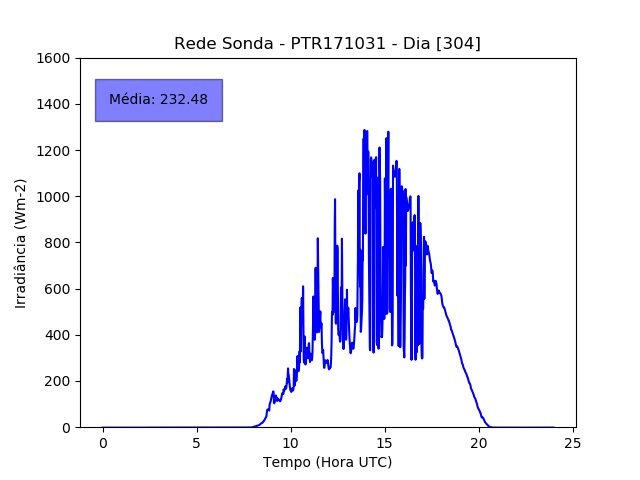 Rede Sonda - PTR171031 - Dia [304]
1600
1400
1200
1000
800
600
400
200
0
Média: 232.48
Irradiância (Wm-2)
0 5 10 15 20 25
Tempo (Hora UTC)